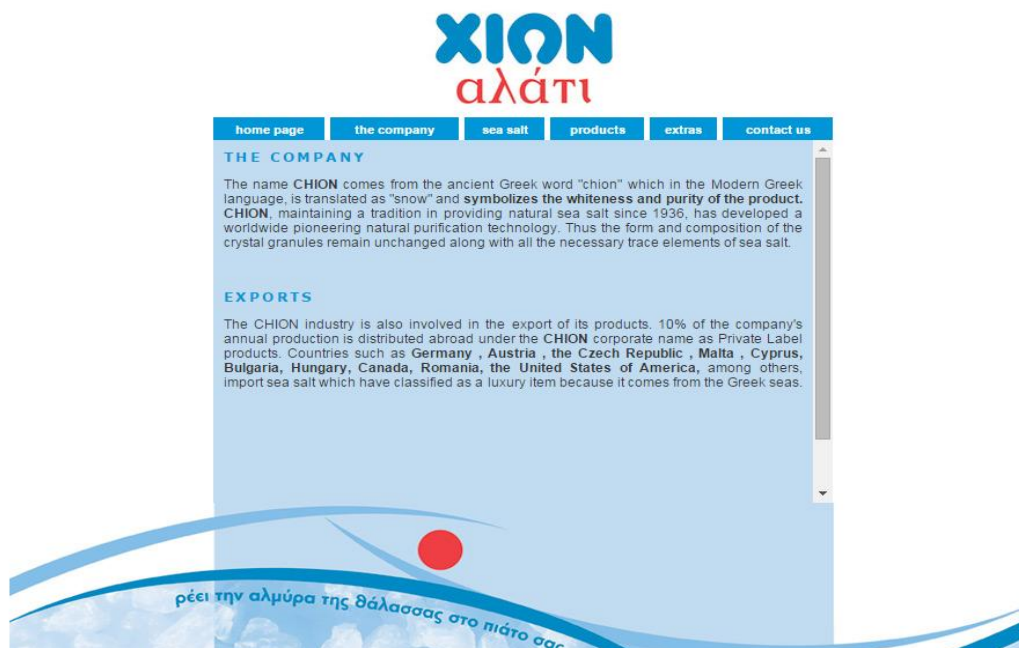 ΧΙΟΝ
αλάτι
home page the company sea salt products extras contact us
THE COMPANY
The name CHION comes from the ancient Greek word "chion" which in the Modern Greek
language, is translated as "snow" and symbolizes the whiteness and purity of the product.
CHION, maintaining a tradition in providing natural sea salt since 1936, has developed a
worldwide pioneering natural purification technology. Thus the form and composition of the
crystal granules remain unchanged along with all the necessary trace elements of sea salt.
EXPORTS
The CHION industry is also involved in the export of its products. 10% of the company's
annual production is distributed abroad under the CHION corporate name as Private Label
products. Countries such as Germany , Austria , the Czech Republic , Malta , Cyprus,
Bulgaria, Hungary, Canada, Romania, the United States of America, among others,
import sea salt which have classified as a luxury item because it comes from the Greek seas.
ρέει την αλμύρα της θάλασσας στο πιάτο σας